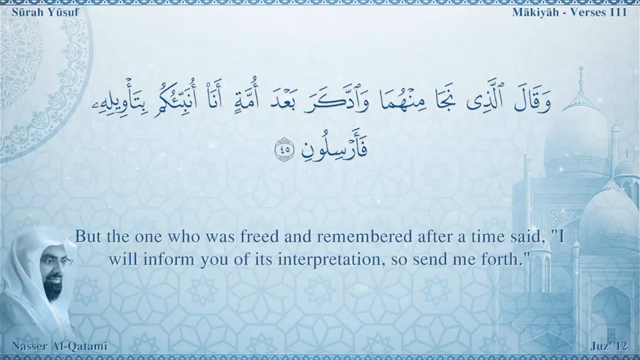 Sūrah Yūsuf
Mākiyāh - Verses 111
وَقَالَ ٱلَّذِى نَجَا مِنْهُمَا وَٱدَّكَرَ بَعْدَ أُمَّةٍ أَنَا۠ أُنَبِّئُكُم بِتَأْوِيلِهِۦ
فَأَرْسِلُونِ ٤٥
But the one who was freed and remembered after a time said, "I
will inform you of its interpretation, so send me forth."
Nasser Al-Qatami
Juz' 12